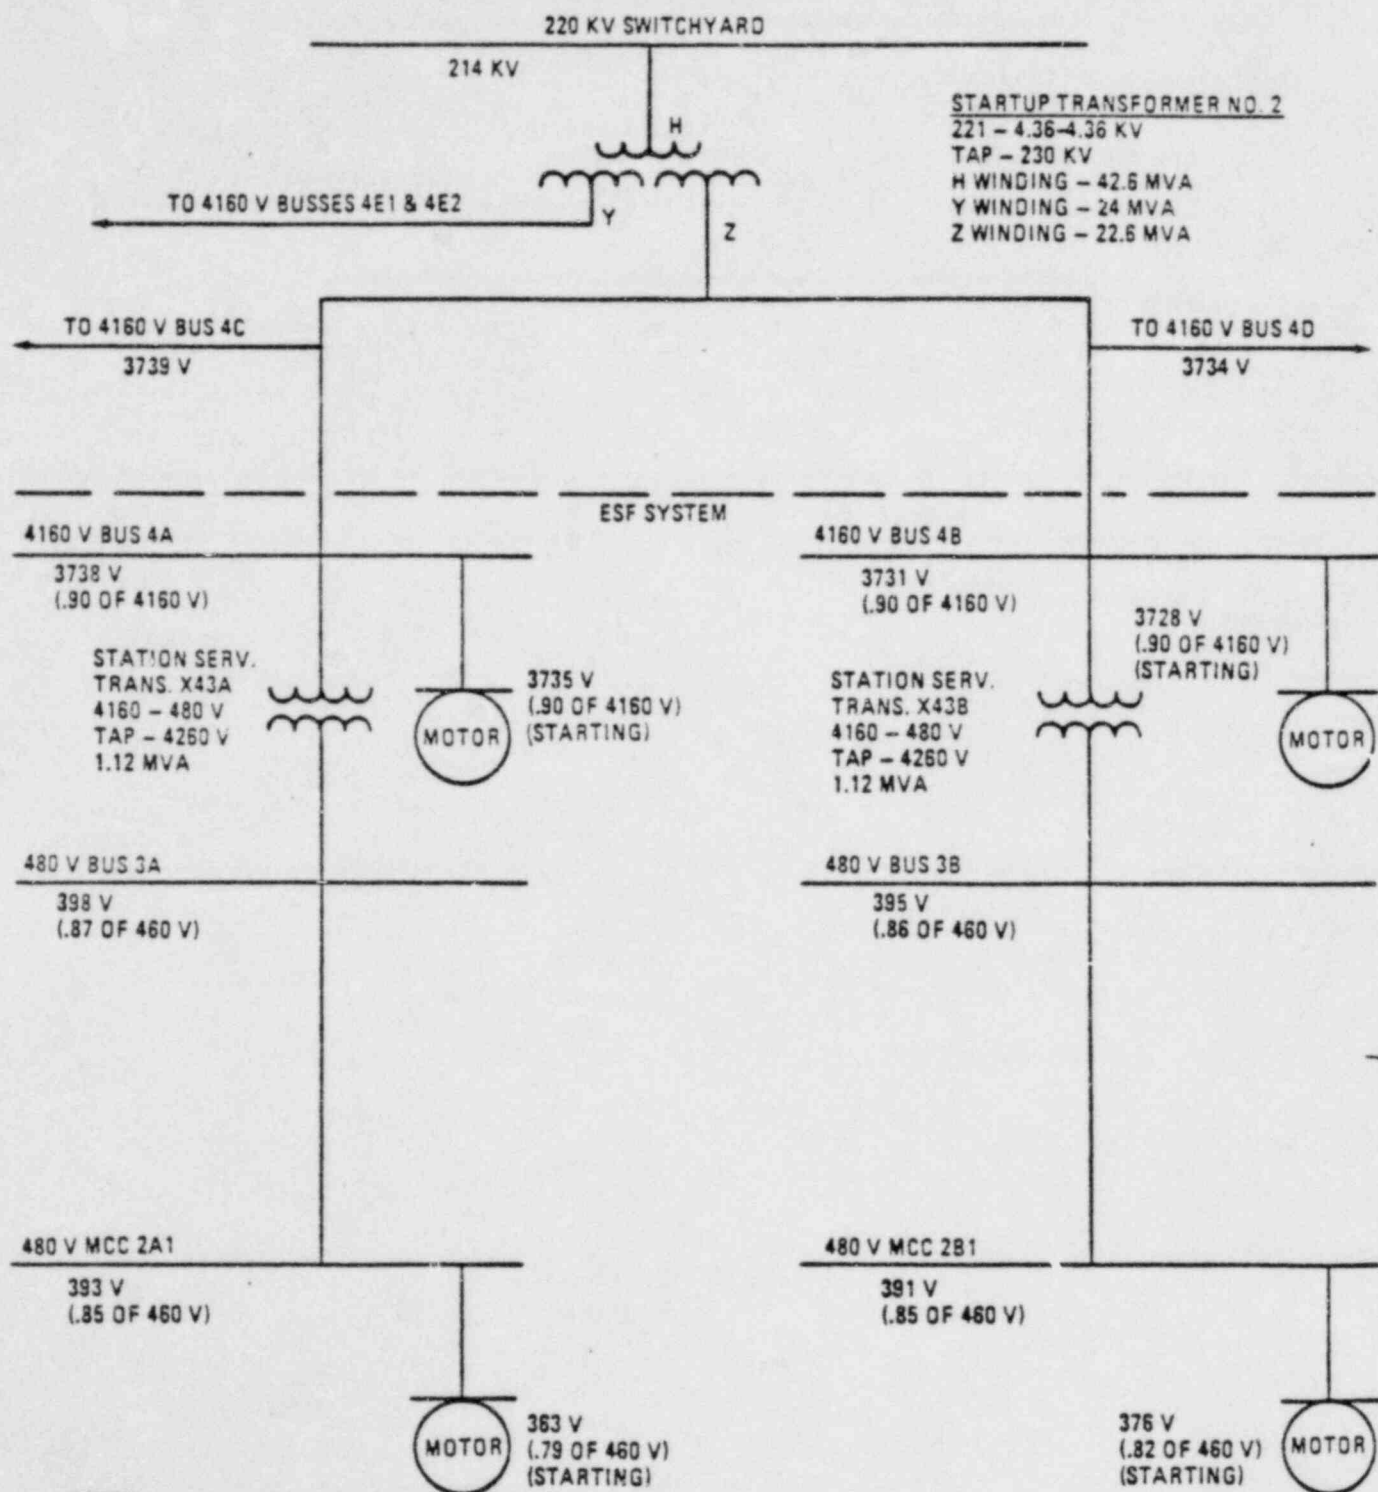 220 KV SWITCHYARD
214 KV
H
STARTUP TRANSFORMER NO. 2
221 – 4.36-4.36 KV
TAP – 230 KV
H WINDING – 42.6 MVA
Y WINDING – 24 MVA
Z WINDING – 22.6 MVA
TO 4160 V BUSSES 4E1 & 4E2
Y
Z
TO 4160 V BUS 4C
3739 V
TO 4160 V BUS 4D
3734 V
ESF SYSTEM
4160 V BUS 4A
3738 V
(.90 OF 4160 V)
STATION SERV.
TRANS. X43A
4160 – 480 V
TAP – 4260 V
1.12 MVA
MOTOR
3735 V
(.90 OF 4160 V)
(STARTING)
4160 V BUS 4B
3731 V
(.90 OF 4160 V)
3728 V
(.90 OF 4160 V)
(STARTING)
STATION SERV.
TRANS. X43B
4160 – 480 V
TAP – 4260 V
1.12 MVA
MOTOR
480 V BUS 3A
398 V
(.87 OF 460 V)
480 V BUS 3B
395 V
(.86 OF 460 V)
480 V MCC 2A1
393 V
(.85 OF 460 V)
MOTOR
363 V
(.79 OF 460 V)
(STARTING)
480 V MCC 2B1
391 V
(.85 OF 460 V)
376 V
(.82 OF 460 V)
(STARTING)
MOTOR